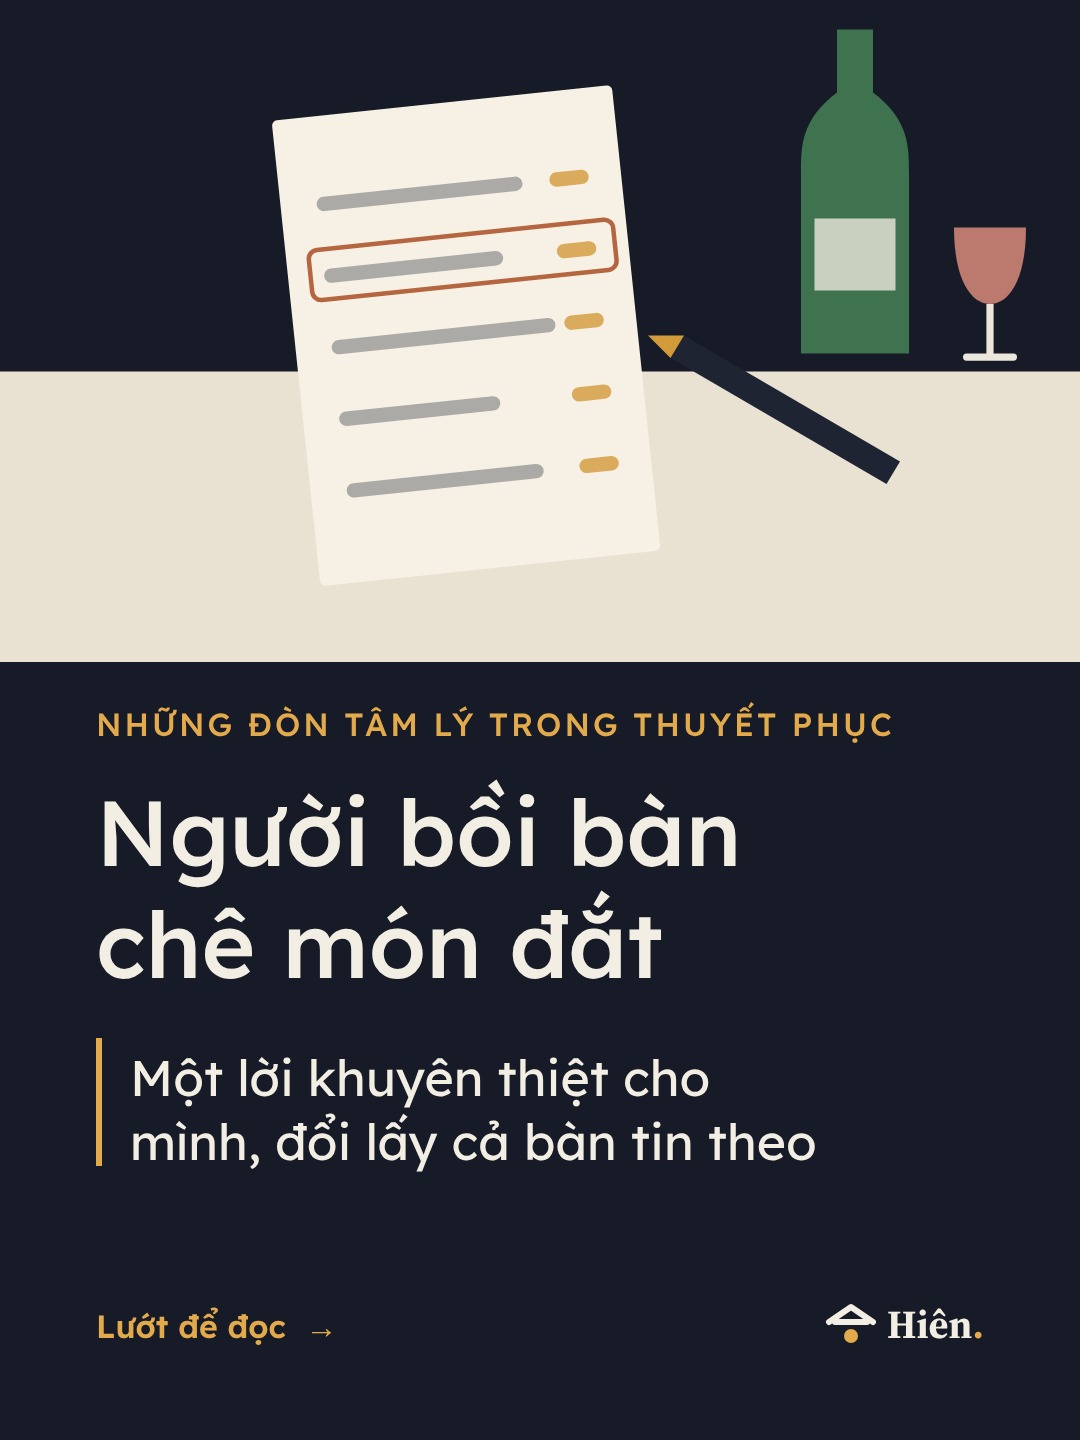 NHỮNG ĐÒN TÂM LÝ TRONG THUYẾT PHỤC
Người bồi bàn
chê món đắt
Một lời khuyên thiệt cho
mình, đổi lấy cả bàn tin theo
Lướt để đọc →
Hiên.